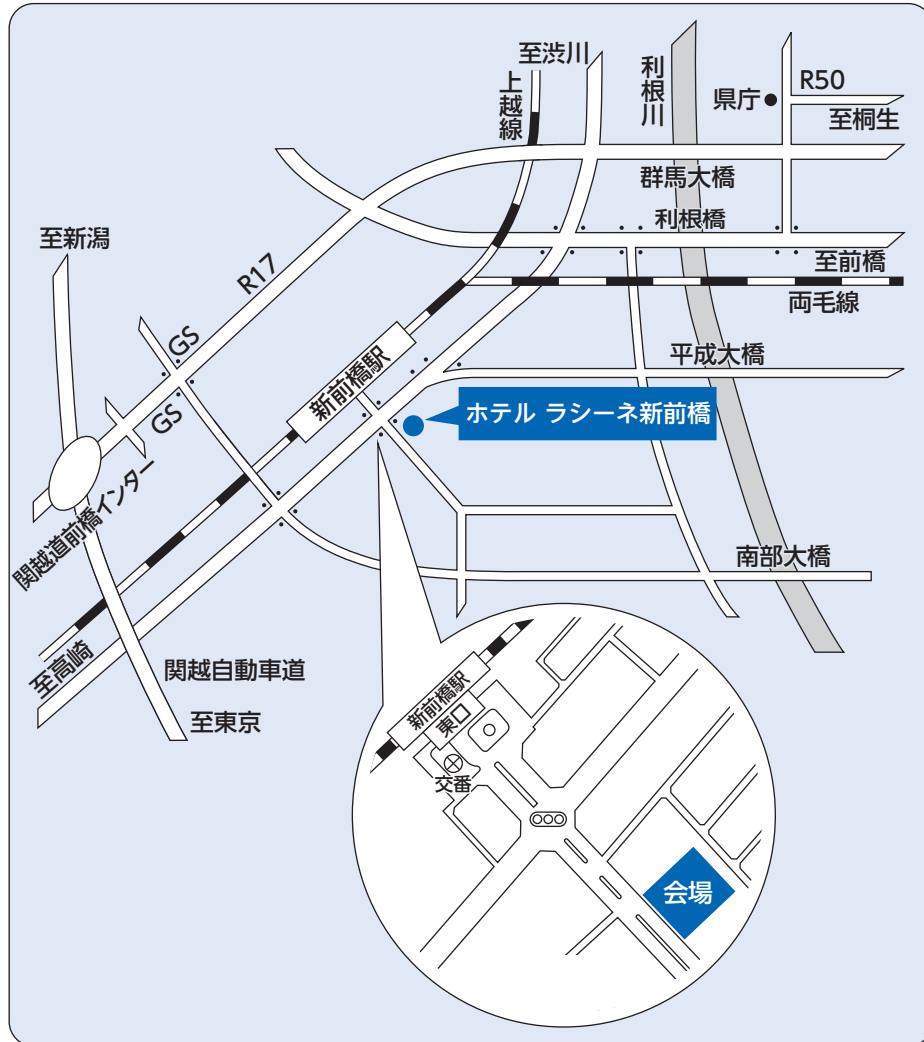 至渋川
上越線
利根川
R50
県庁
至桐生
群馬大橋
利根橋
至新潟
R17
至前橋
両毛線
GS
平成大橋
新前橋駅
ホテル ラシーネ新前橋
GS
関越道前橋インター
南部大橋
至高崎
関越自動車道
至東京
新前橋駅
東口
交番
会場